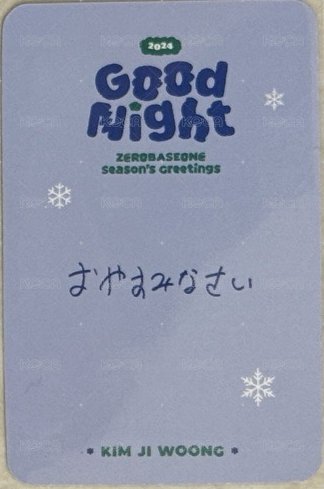 2024
Good
Night
ZEROBASEONE
season's greetings
おやすみなさい
* KIM JI WOONG *